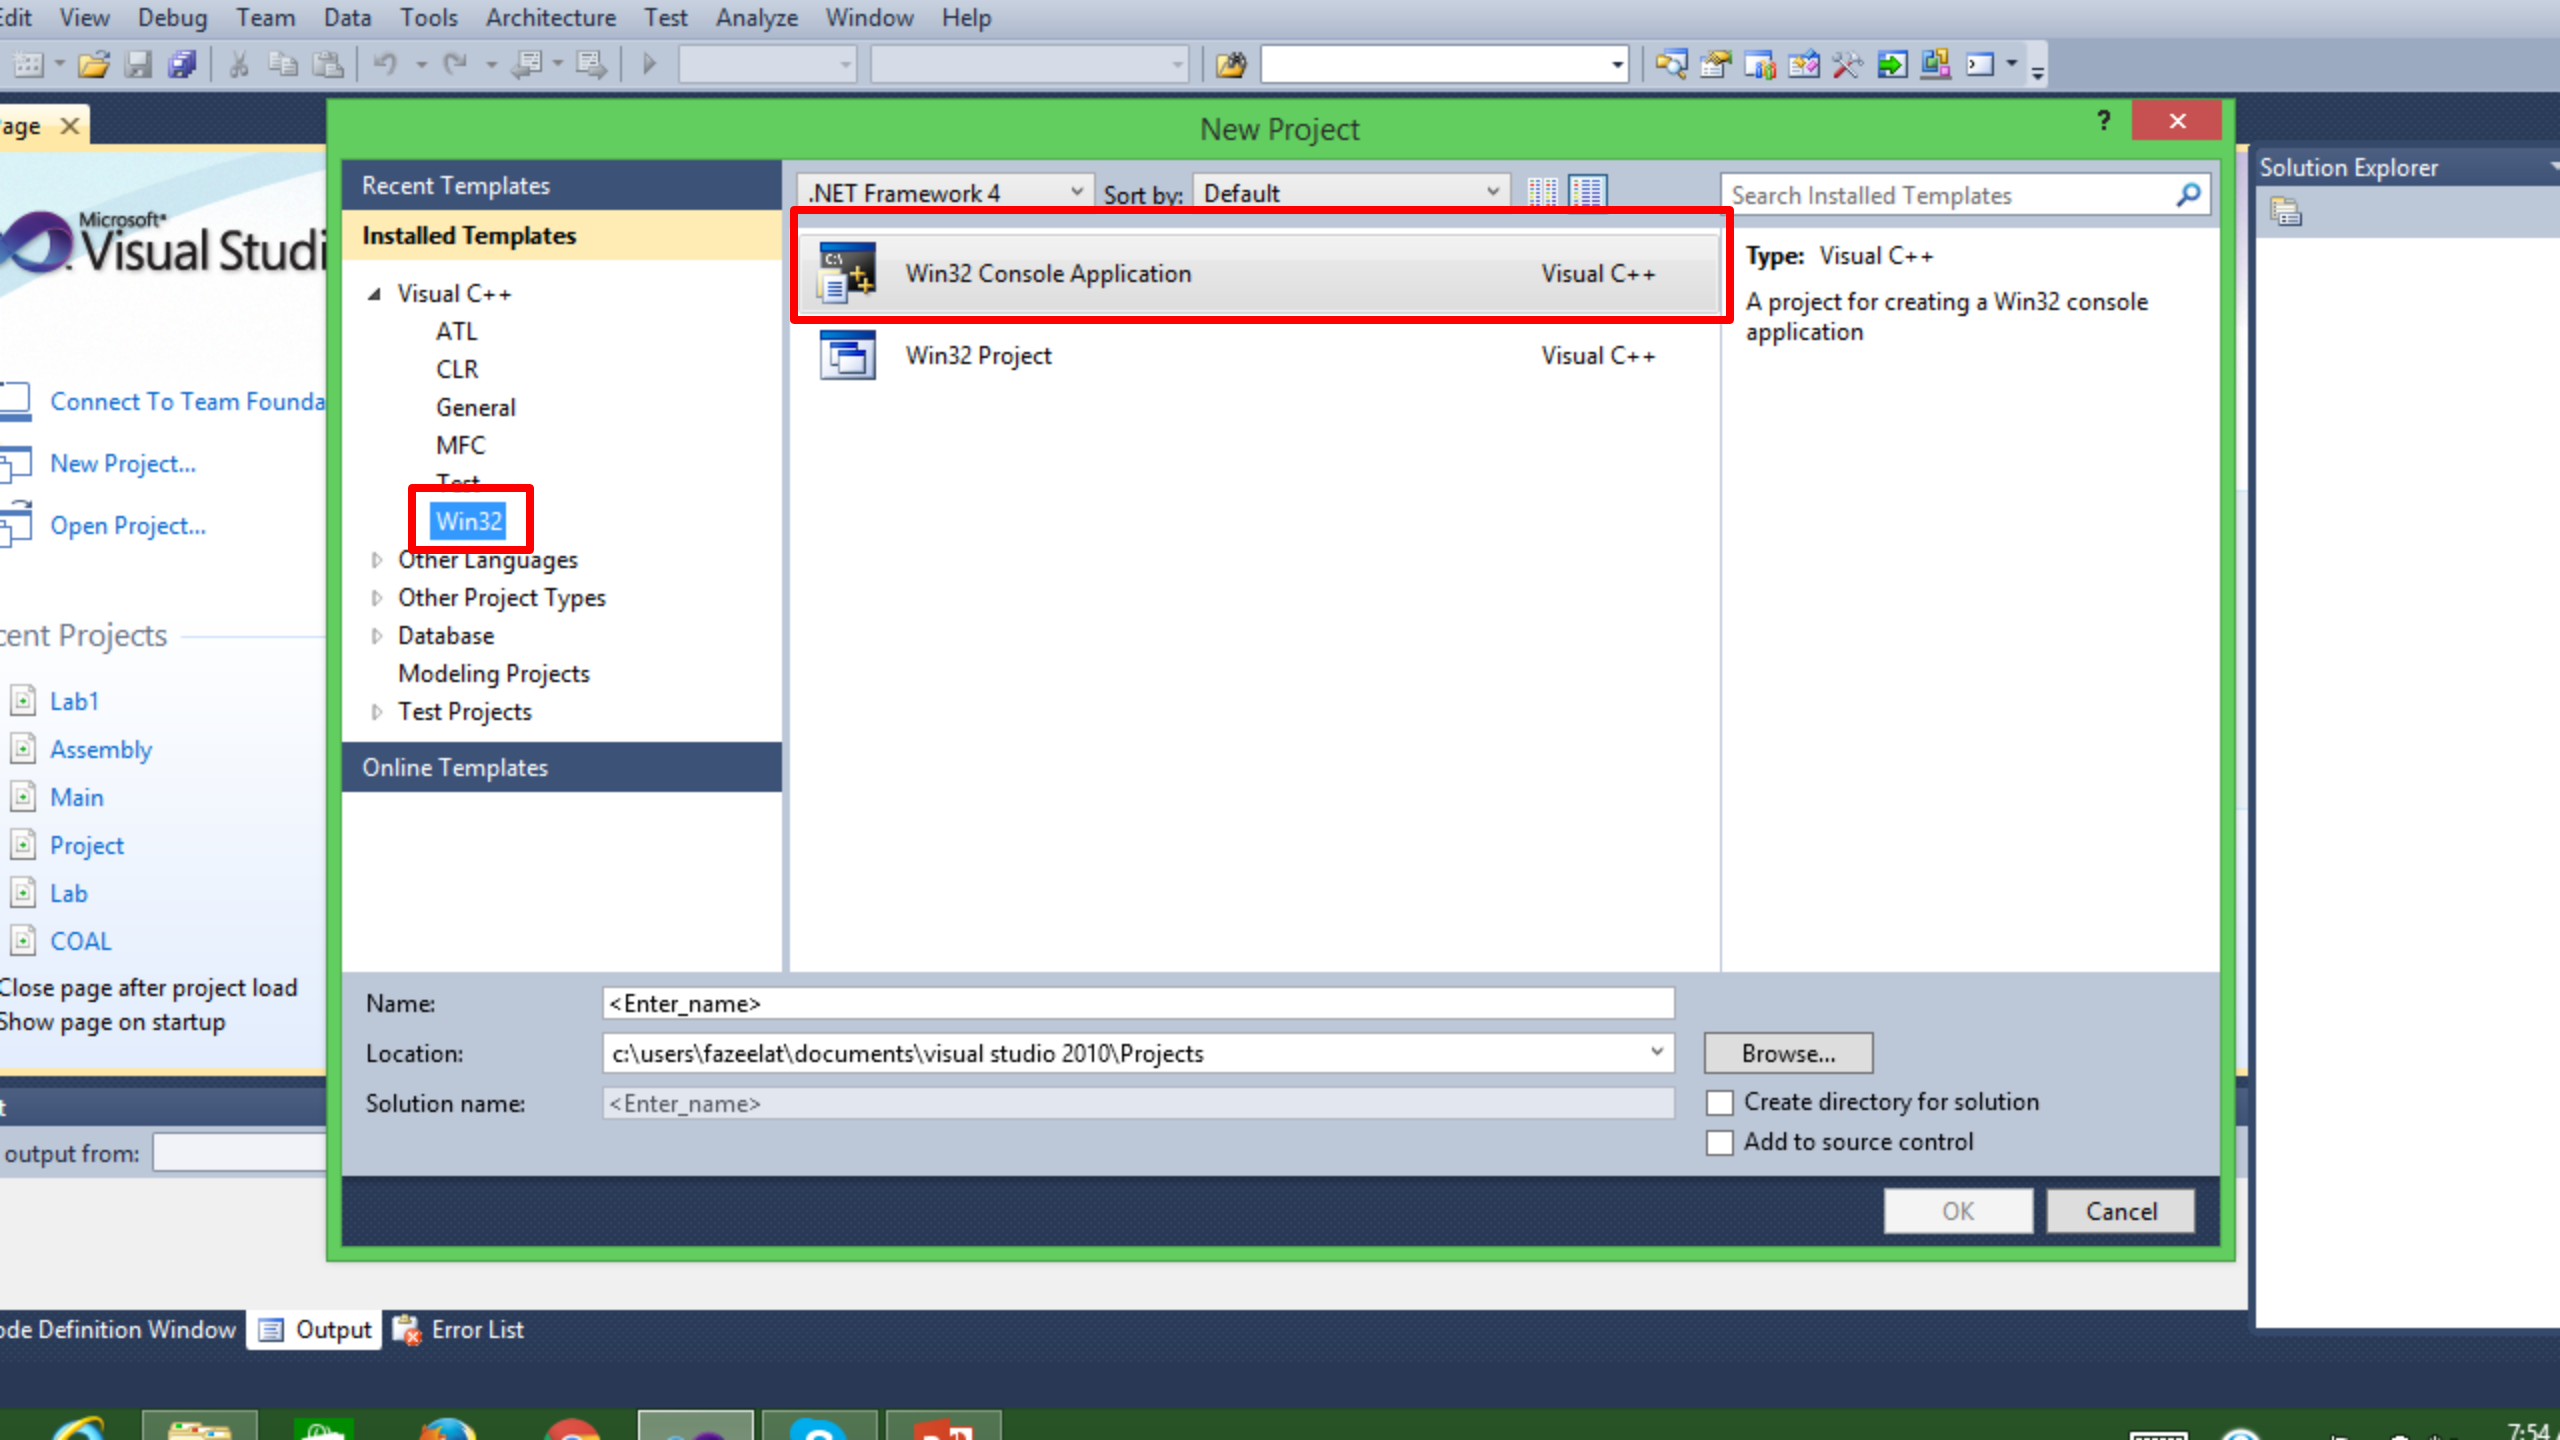 View Debug Team Data Tools Architecture Test Analyze Window Help
New Project
?
Recent Templates
.NET Framework 4
Sort by:
Default
Search Installed Templates
Solution Explorer
Microsoft
Visual Studi
Installed Templates
Win32 Console Application Visual C++
Type: Visual C++
A project for creating a Win32 console
application
Win32 Project Visual C++
Visual C++
ATL
CLR
General
MFC
Test
Win32
Other Languages
Other Project Types
Database
Modeling Projects
Test Projects
Online Templates
Connect To Team Founda
New Project...
Open Project...
cent Projects
Lab1
Assembly
Main
Project
Lab
COAL
Close page after project load
Show page on startup
output from:
Name: <Enter_name>
Location: c:\users\fazeelat\documents\visual studio 2010\Projects
Browse...
Solution name: <Enter_name>
Create directory for solution
Add to source control
OK
Cancel
ode Definition Window
Output
Error List
7:54